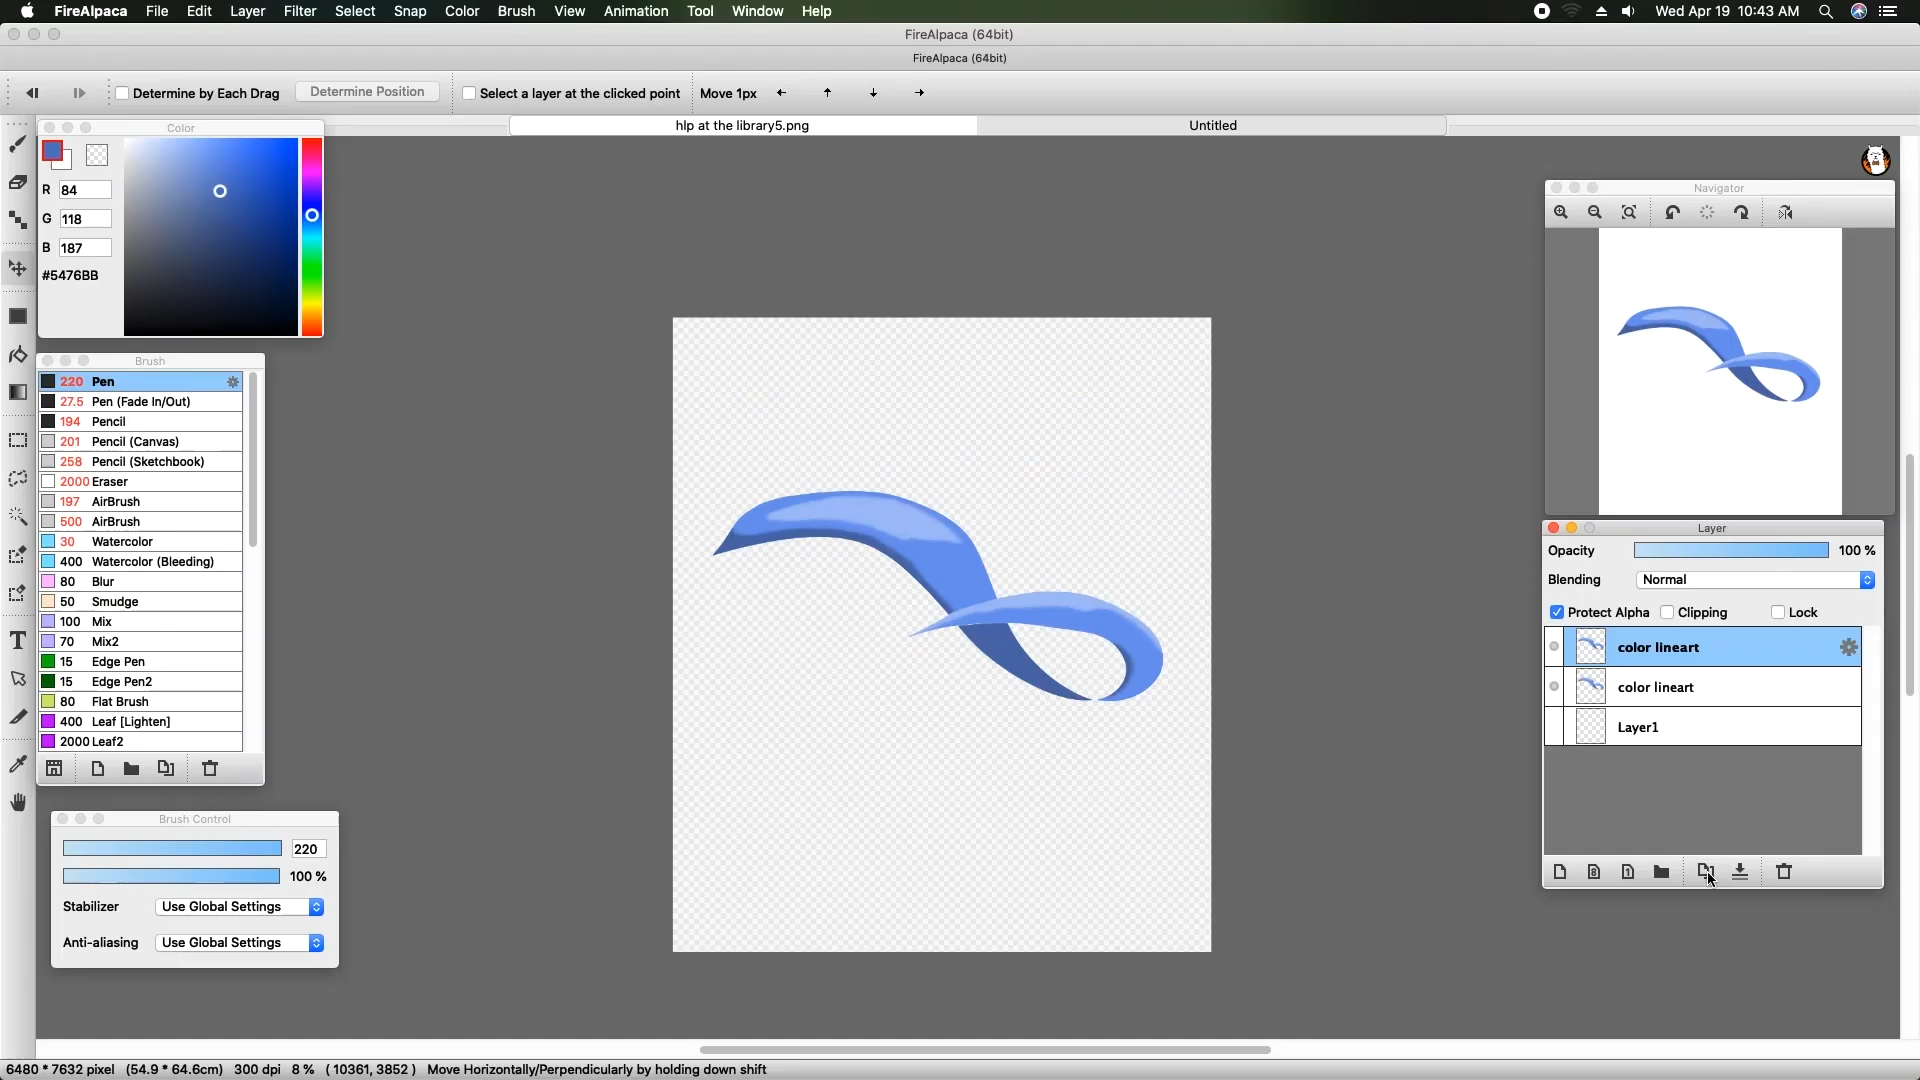 FireAlpaca File Edit Layer Filter Select Snap Color Brush View Animation Tool Window Help Wed Apr 19 10:43 AM
FireAlpaca (64bit)
FireAlpaca (64bit)
Determine by Each Drag Determine Position Select a layer at the clicked point Move 1px
hlp at the library5.png Untitled
Color
R 84
G 118
B 187
#5476BB
Brush
220 Pen
27.5 Pen (Fade In/Out)
194 Pencil
201 Pencil (Canvas)
258 Pencil (Sketchbook)
2000 Eraser
197 AirBrush
500 AirBrush
30 Watercolor
400 Watercolor (Bleeding)
80 Blur
50 Smudge
100 Mix
70 Mix2
15 Edge Pen
15 Edge Pen2
80 Flat Brush
400 Leaf [Lighten]
2000 Leaf2
Brush Control
220
100 %
Stabilizer Use Global Settings
Anti-aliasing Use Global Settings
Navigator
Layer
Opacity 100 %
Blending Normal
Protect Alpha Clipping Lock
color lineart
color lineart
Layer1
8 1
T
6480 * 7632 pixel (54.9 * 64.6cm) 300 dpi 8 % ( 10361, 3852 ) Move Horizontally/Perpendicularly by holding down shift